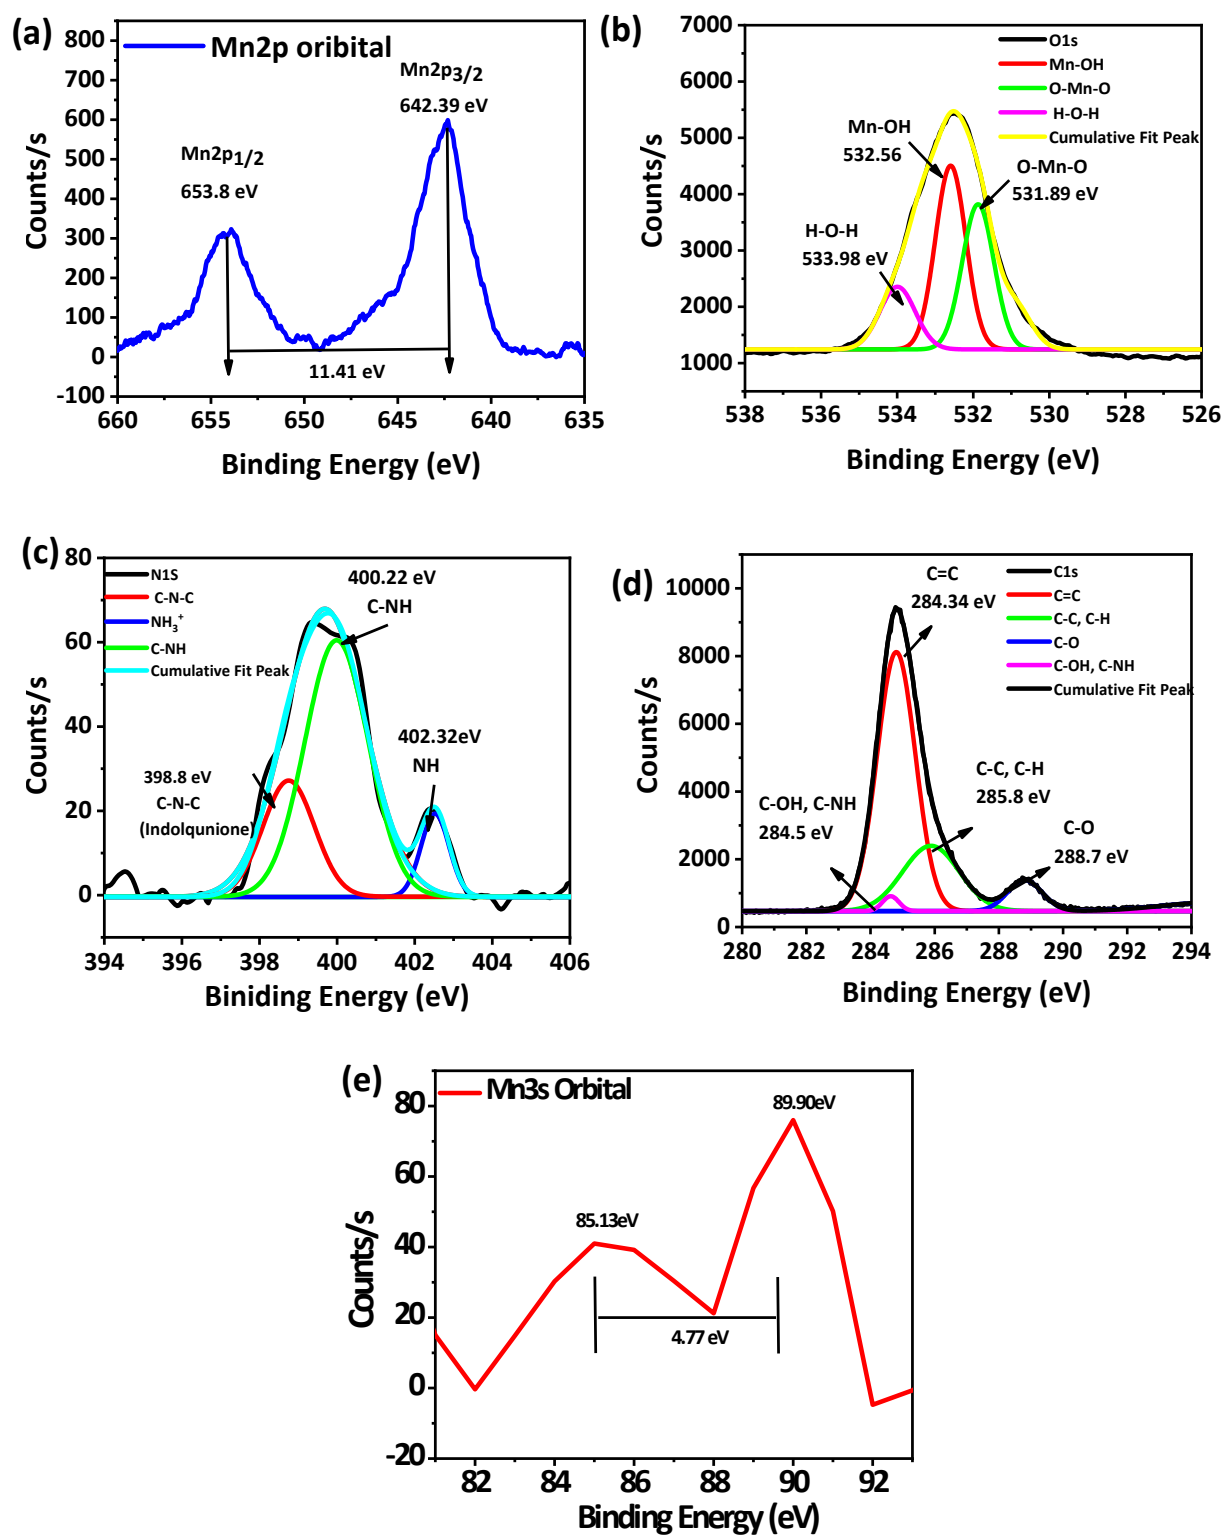 (a)
Mn2p oribital
Mn2p3/2
642.39 eV
Mn2p1/2
653.8 eV
11.41 eV
800
700
600
500
400
300
200
100
0
-100
660
655
650
645
640
635
Counts/s
Binding Energy (eV)
(b)
O1s
Mn-OH
O-Mn-O
H-O-H
Cumulative Fit Peak
Mn-OH
532.56
O-Mn-O
531.89 eV
H-O-H
533.98 eV
7000
6000
5000
4000
3000
2000
1000
538
536
534
532
530
528
526
Counts/s
Binding Energy (eV)
(c)
N1S
C-N-C
NH3+
C-NH
Cumulative Fit Peak
400.22 eV
C-NH
402.32eV
NH
398.8 eV
C-N-C
(Indolqunione)
80
60
40
20
0
394
396
398
400
402
404
406
Counts/s
Biniding Energy (eV)
(d)
C1s
C=C
C-C, C-H
C-O
C-OH, C-NH
Cumulative Fit Peak
C=C
284.34 eV
C-C, C-H
285.8 eV
C-OH, C-NH
284.5 eV
C-O
288.7 eV
10000
8000
6000
4000
2000
0
280
282
284
286
288
290
292
294
Counts/s
Binding Energy (eV)
(e)
Mn3s Orbital
89.90eV
85.13eV
4.77 eV
80
60
40
20
0
-20
82
84
86
88
90
92
Counts/s
Binding Energy (eV)